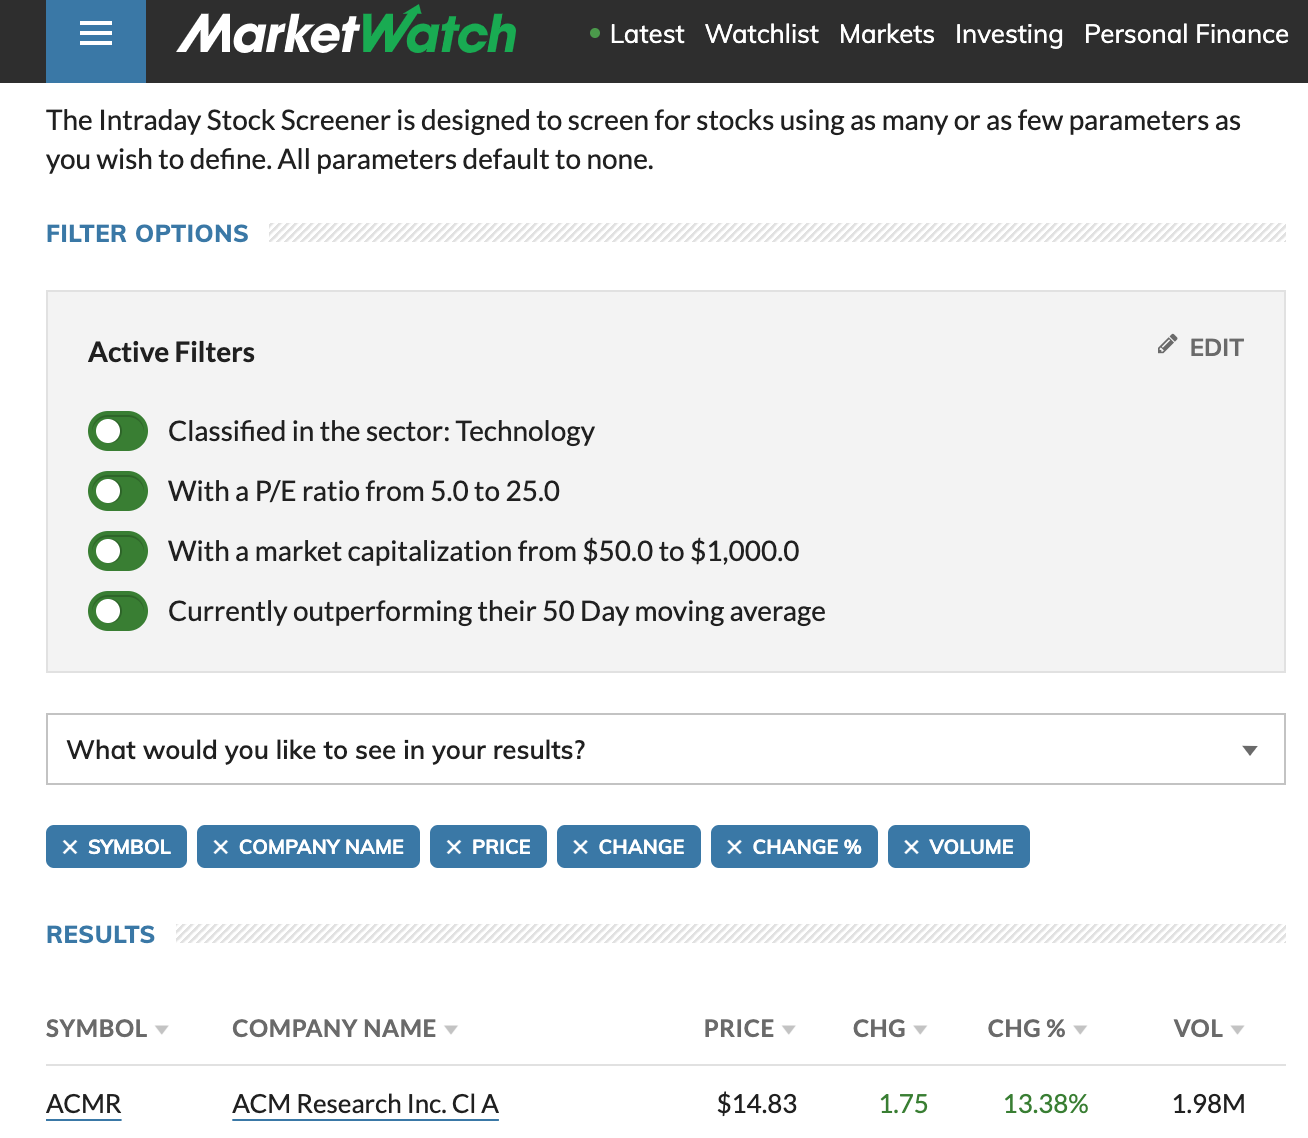 MarketWatch
Latest Watchlist Markets Investing Personal Finance
The Intraday Stock Screener is designed to screen for stocks using as many or as few parameters as
you wish to define. All parameters default to none.
FILTER OPTIONS
Active Filters
EDIT
Classified in the sector: Technology
With a P/E ratio from 5.0 to 25.0
With a market capitalization from $50.0 to $1,000.0
Currently outperforming their 50 Day moving average
What would you like to see in your results?
SYMBOL COMPANY NAME PRICE CHANGE CHANGE % VOLUME
RESULTS
SYMBOL COMPANY NAME PRICE CHG CHG % VOL
ACMR ACM Research Inc. Cl A $14.83 1.75 13.38% 1.98M